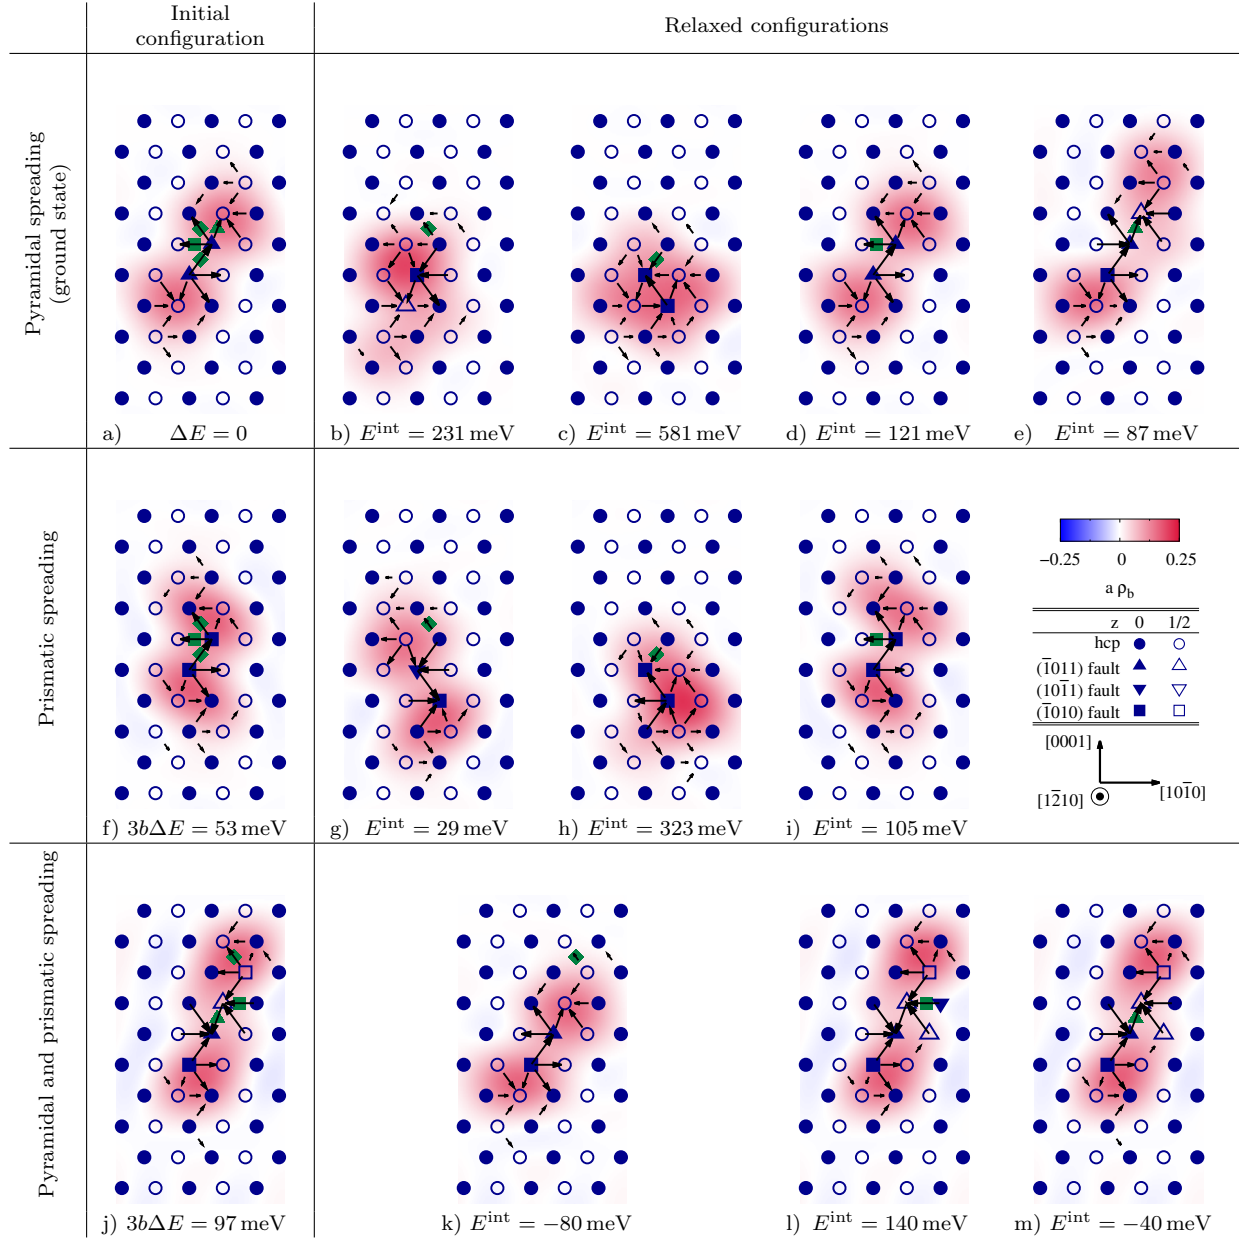 Initial
configuration
Relaxed configurations
Pyramidal spreading
(ground state)
a) ΔE = 0
b) E^int = 231 meV
c) E^int = 581 meV
d) E^int = 121 meV
e) E^int = 87 meV
Prismatic spreading
f) 3bΔE = 53 meV
g) E^int = 29 meV
h) E^int = 323 meV
i) E^int = 105 meV
−0.25 0 0.25
a ρ_b
z 0 1/2
hcp
(1̄011) fault
(101̄1) fault
(1̄010) fault
[0001]
[12̄10]
[101̄0]
Pyramidal and prismatic spreading
j) 3bΔE = 97 meV
k) E^int = −80 meV
l) E^int = 140 meV
m) E^int = −40 meV